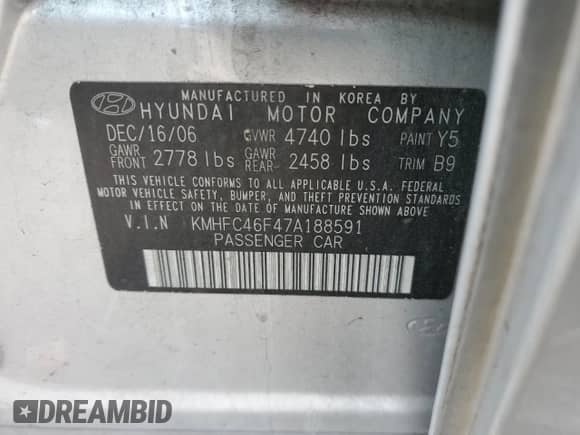 MANUFACTURED IN KOREA BY
HYUNDAI MOTOR COMPANY
DEC/16/06 GVWR 4740 lbs PAINT Y5
GAWR FRONT 2778 lbs GAWR REAR 2458 lbs TRIM B9
THIS VEHICLE CONFORMS TO ALL APPLICABLE U.S.A. FEDERAL
MOTOR VEHICLE SAFETY, BUMPER, AND THEFT PREVENTION STANDARDS
IN EFFECT ON THE DATE OF MANUFACTURE SHOWN ABOVE.
V.I.N KMHFC46F47A188591
PASSENGER CAR
DREAMBID